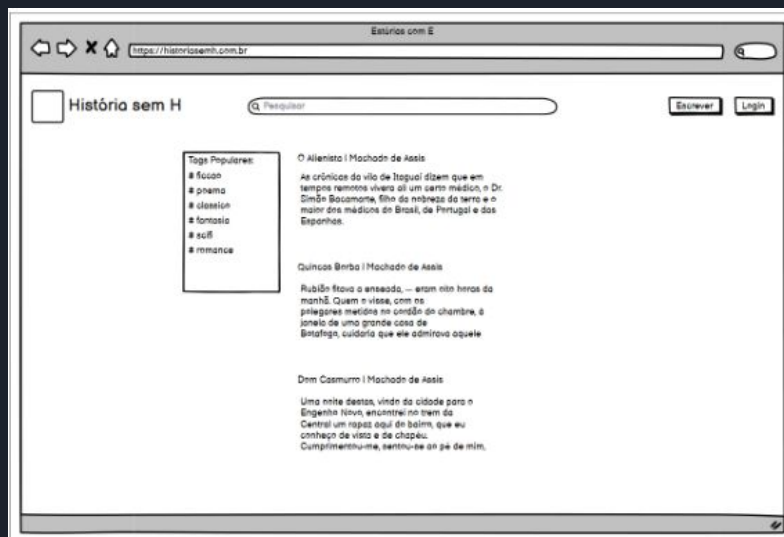 Estórias com E
https://historiasemh.com.br
História sem H
Pesquisar
Escrever
Login
Tags Populares:
# ficcao
# poema
# classico
# fantasia
# scifi
# romance
O Alienista | Machado de Assis
As crônicas da vila de Itaguaí dizem que em
tempos remotos vivera ali um certo médico, o Dr.
Simão Bacamarte, filho da nobreza da terra e o
maior dos médicos do Brasil, de Portugal e das
Espanhas.
Quincas Borba | Machado de Assis
Rubião fitava a enseada, — eram oito horas da
manhã. Quem o visse, com os
polegares metidos no cordão do chambre, à
janela de uma grande casa de
Botafogo, cuidaria que ele admirava aquele
Dom Casmurro | Machado de Assis
Uma noite destas, vindo da cidade para o
Engenho Novo, encontrei no trem da
Central um rapaz aqui do bairro, que eu
conheço de vista e de chapéu.
Cumprimentou-me, sentou-se ao pé de mim,